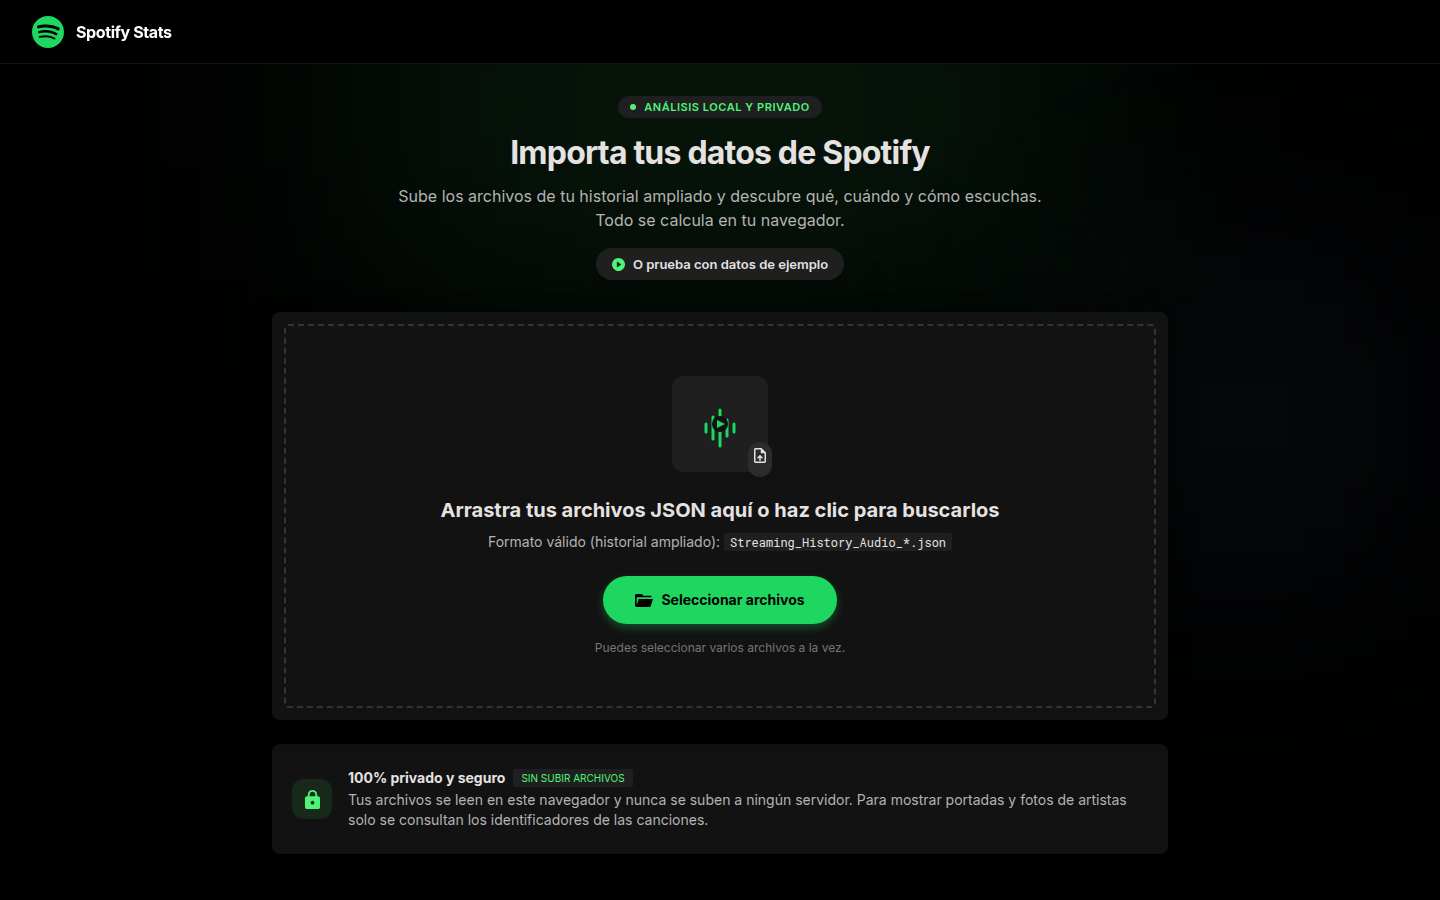 Spotify Stats
ANÁLISIS LOCAL Y PRIVADO
Importa tus datos de Spotify
Sube los archivos de tu historial ampliado y descubre qué, cuándo y cómo escuchas.
Todo se calcula en tu navegador.
O prueba con datos de ejemplo
Arrastra tus archivos JSON aquí o haz clic para buscarlos
Formato válido (historial ampliado): Streaming_History_Audio_*.json
Seleccionar archivos
Puedes seleccionar varios archivos a la vez.
100% privado y seguro SIN SUBIR ARCHIVOS
Tus archivos se leen en este navegador y nunca se suben a ningún servidor. Para mostrar portadas y fotos de artistas
solo se consultan los identificadores de las canciones.